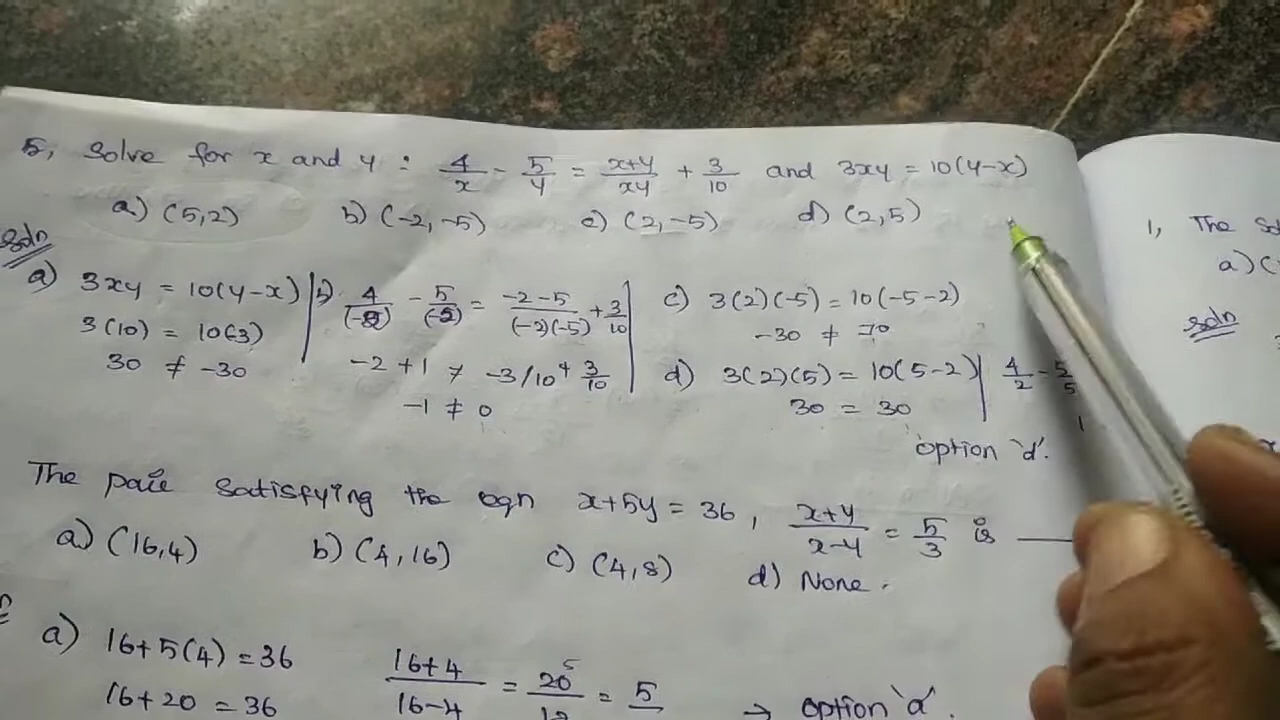 5, Solve for x and y : 4/x - 5/y = x+y/xy + 3/10 and 3xy = 10(y-x)
a) (5,2) b) (-2,-5) c) (2,-5) d) (2,5)
Soln
a) 3xy = 10(y-x)
3(10) = 10(-3)
30 ≠ -30
b) 4/(-2) - 5/(-5) = -2-5/(-2)(-5) + 3/10
-2+1 ≠ -3/10 + 3/10
-1 ≠ 0
c) 3(2)(-5) = 10(-5-2)
-30 ≠ -70
d) 3(2)(5) = 10(5-2) | 4/2 - 5/5
30 = 30
option 'd'.
The pair satisfying the eqn x+5y = 36, x+y/x-y = 5/3 is
a) (16,4) b) (4,16) c) (4,8) d) None.
a) 16+5(4) = 36 16+4/16-4 = 20/12 = 5
16+20 = 36 → option 'a'.
1, The
a) (
Soln